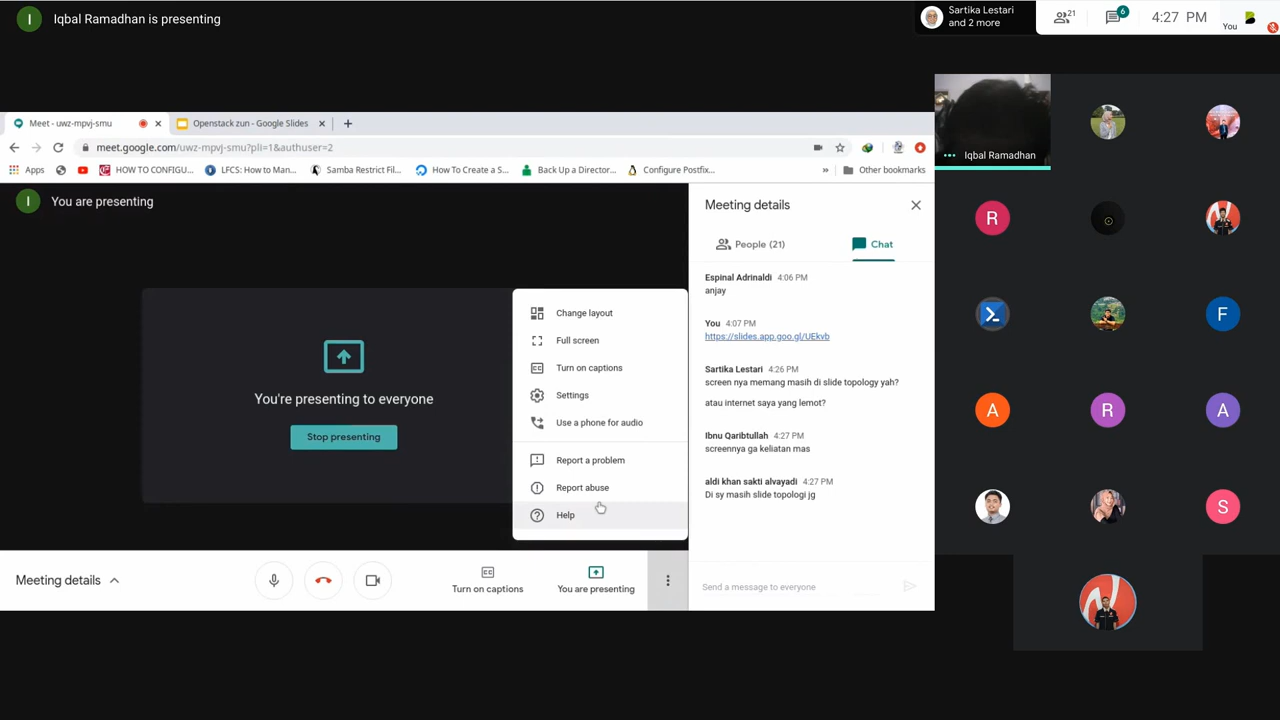 I
Iqbal Ramadhan is presenting
Sartika Lestari
and 2 more
21
6
4:27 PM
You
Meet - uwz-mpvj-smu
Openstack zun - Google Slides
meet.google.com/uwz-mpvj-smu?pli=1&authuser=2
Apps
HOW TO CONFIGU...
LFCS: How to Man...
Samba Restrict Fil...
How To Create a S...
Back Up a Director...
Configure Postfix...
»
Other bookmarks
I
You are presenting
You're presenting to everyone
Stop presenting
Change layout
Full screen
Turn on captions
Settings
Use a phone for audio
Report a problem
Report abuse
Help
Meeting details
Turn on captions
You are presenting
Meeting details
People (21)
Chat
Espinal Adrinaldi 4:06 PM
anjay
You 4:07 PM
https://slides.app.goo.gl/UEkvb
Sartika Lestari 4:26 PM
screen nya memang masih di slide topology yah?
atau internet saya yang lemot?
Ibnu Qaribtullah 4:27 PM
screennya ga keliatan mas
aldi khan sakti alvayadi 4:27 PM
Di sy masih slide topologi jg
Send a message to everyone
Iqbal Ramadhan
R
F
A
R
A
S